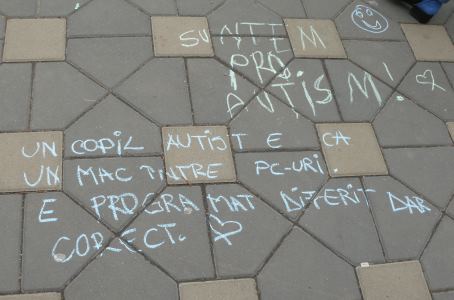 SUNTEM
PRO
AUTISM!
UN COPIL AUTIST E CA
UN MAC ÎNTRE PC-URI.
E PROGRAMAT DIFERIT DAR
CORECT.